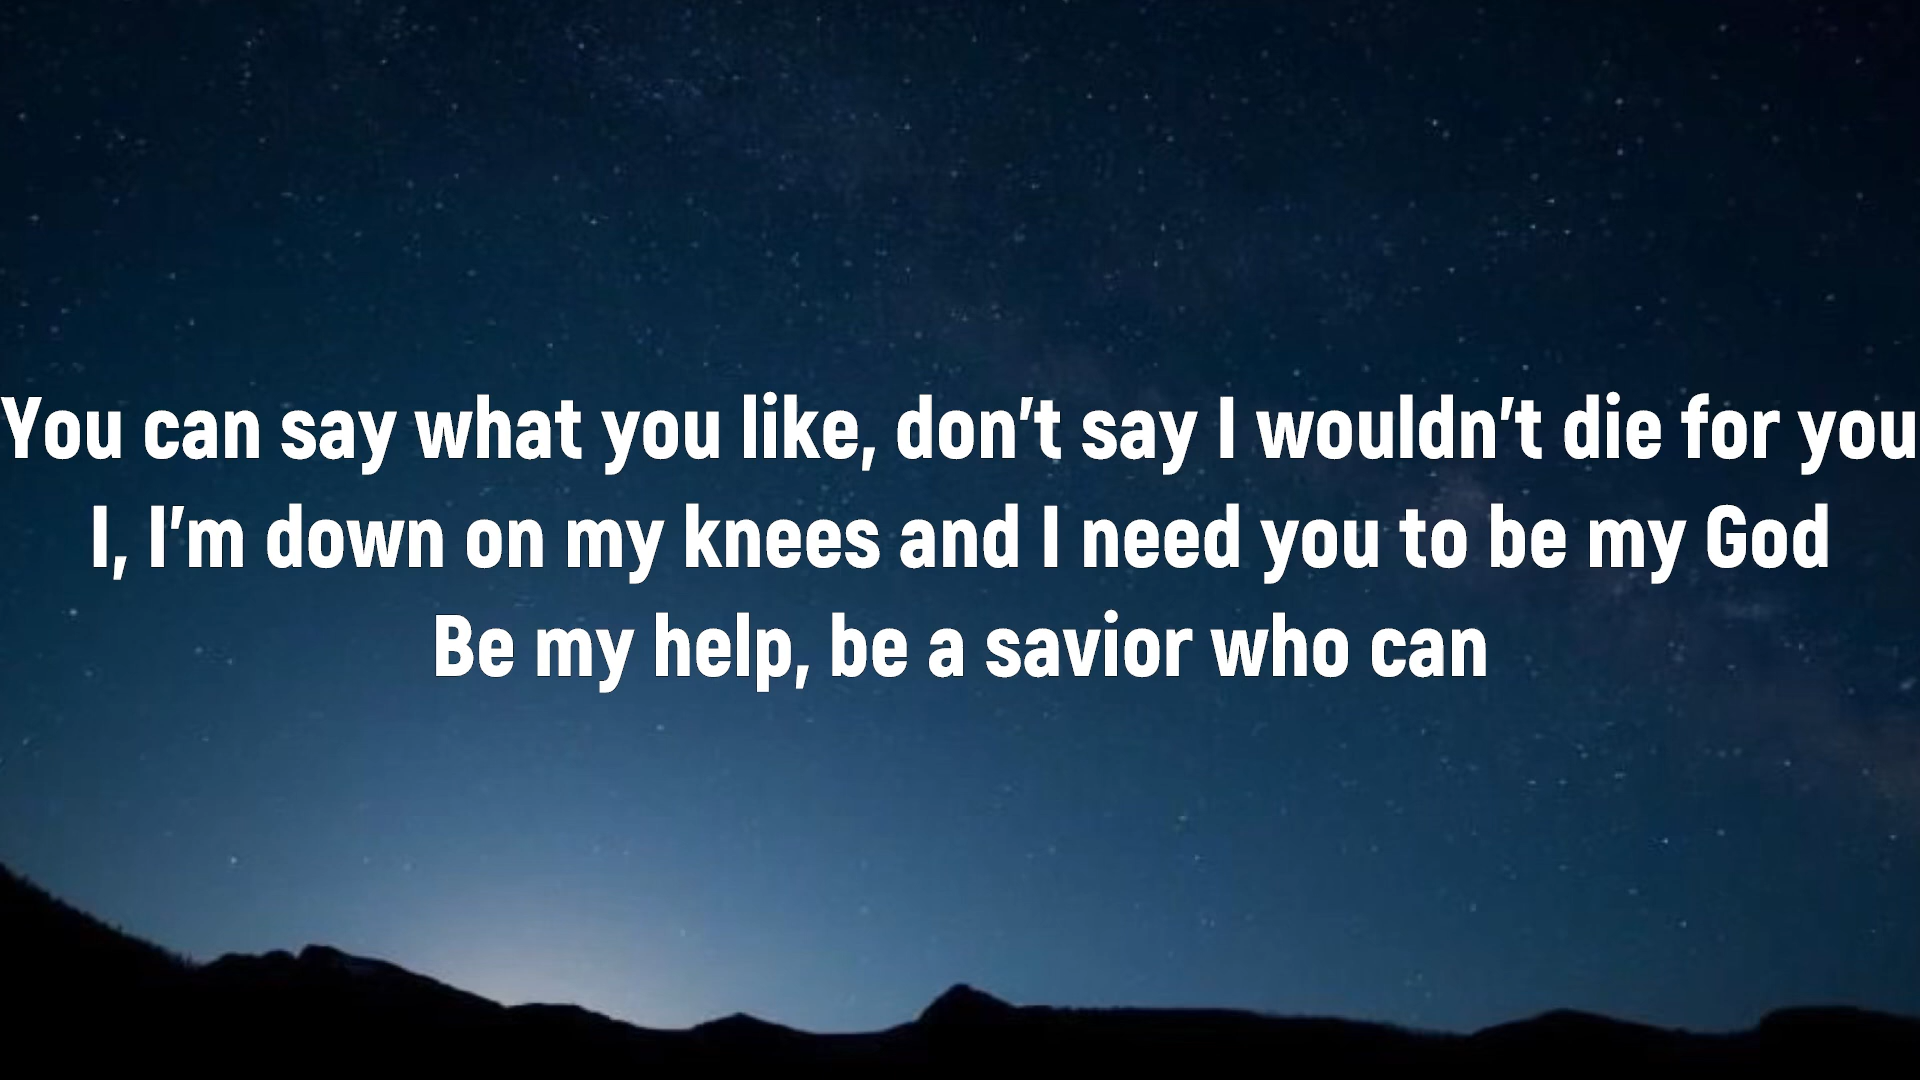 You can say what you like, don't say I wouldn't die for you
I, I'm down on my knees and I need you to be my God
Be my help, be a savior who can